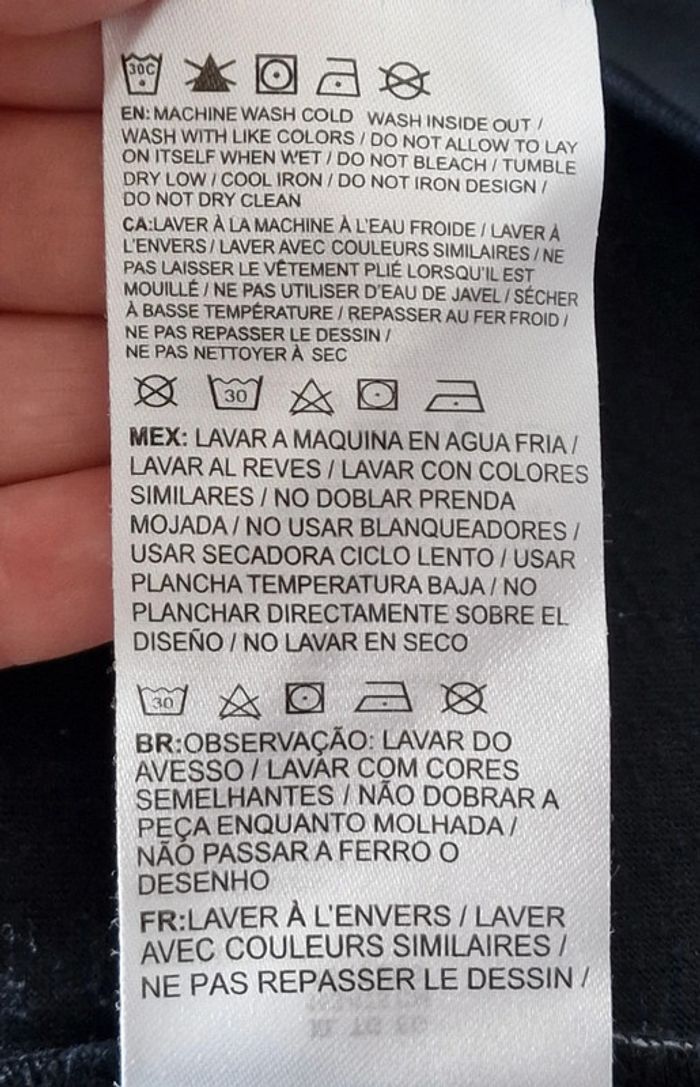 30C
EN: MACHINE WASH COLD WASH INSIDE OUT /
WASH WITH LIKE COLORS / DO NOT ALLOW TO LAY
ON ITSELF WHEN WET / DO NOT BLEACH / TUMBLE
DRY LOW / COOL IRON / DO NOT IRON DESIGN /
DO NOT DRY CLEAN
CA:LAVER À LA MACHINE À L'EAU FROIDE / LAVER À
L'ENVERS / LAVER AVEC COULEURS SIMILAIRES / NE
PAS LAISSER LE VÊTEMENT PLIÉ LORSQU'IL EST
MOUILLÉ / NE PAS UTILISER D'EAU DE JAVEL / SÉCHER
À BASSE TEMPÉRATURE / REPASSER AU FER FROID /
NE PAS REPASSER LE DESSIN /
NE PAS NETTOYER À SEC
30
MEX: LAVAR A MAQUINA EN AGUA FRIA /
LAVAR AL REVES / LAVAR CON COLORES
SIMILARES / NO DOBLAR PRENDA
MOJADA / NO USAR BLANQUEADORES /
USAR SECADORA CICLO LENTO / USAR
PLANCHA TEMPERATURA BAJA / NO
PLANCHAR DIRECTAMENTE SOBRE EL
DISEÑO / NO LAVAR EN SECO
30
BR:OBSERVAÇÃO: LAVAR DO
AVESSO / LAVAR COM CORES
SEMELHANTES / NÃO DOBRAR A
PEÇA ENQUANTO MOLHADA /
NÃO PASSAR A FERRO O
DESENHO
FR:LAVER À L'ENVERS / LAVER
AVEC COULEURS SIMILAIRES /
NE PAS REPASSER LE DESSIN /